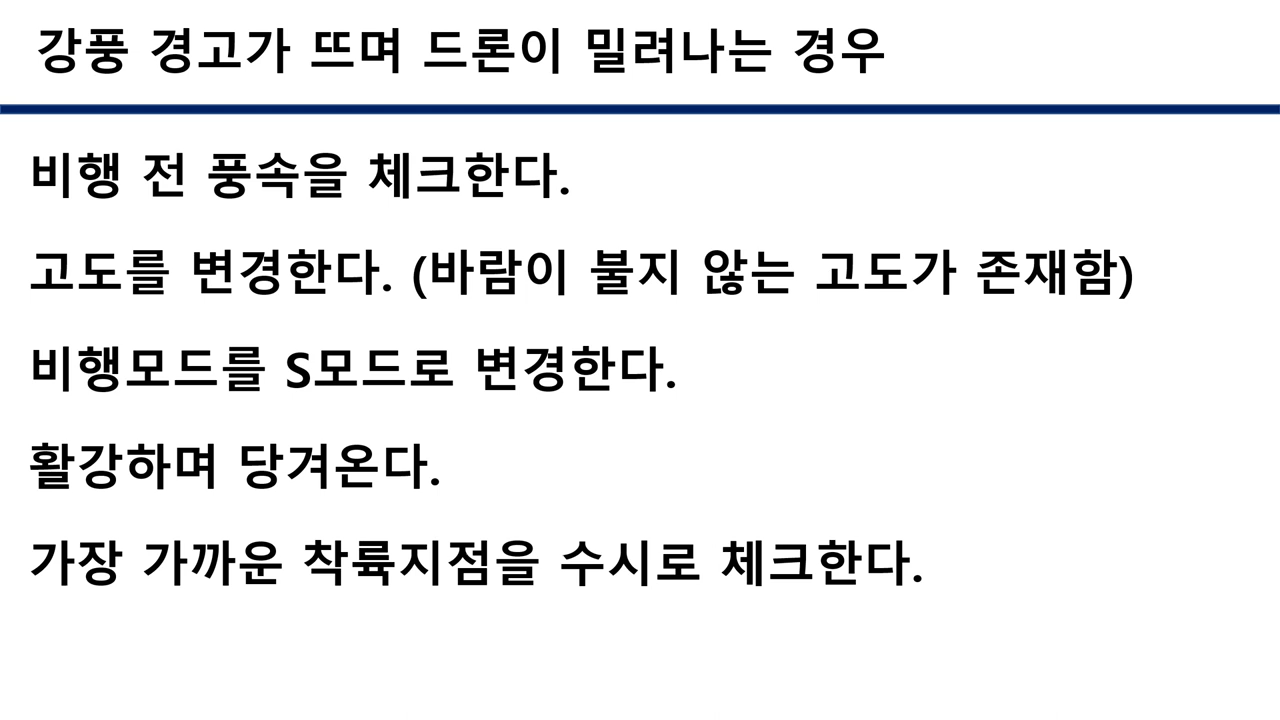 강풍 경고가 뜨며 드론이 밀려나는 경우
비행 전 풍속을 체크한다.
고도를 변경한다. (바람이 불지 않는 고도가 존재함)
비행모드를 S모드로 변경한다.
활강하며 당겨온다.
가장 가까운 착륙지점을 수시로 체크한다.